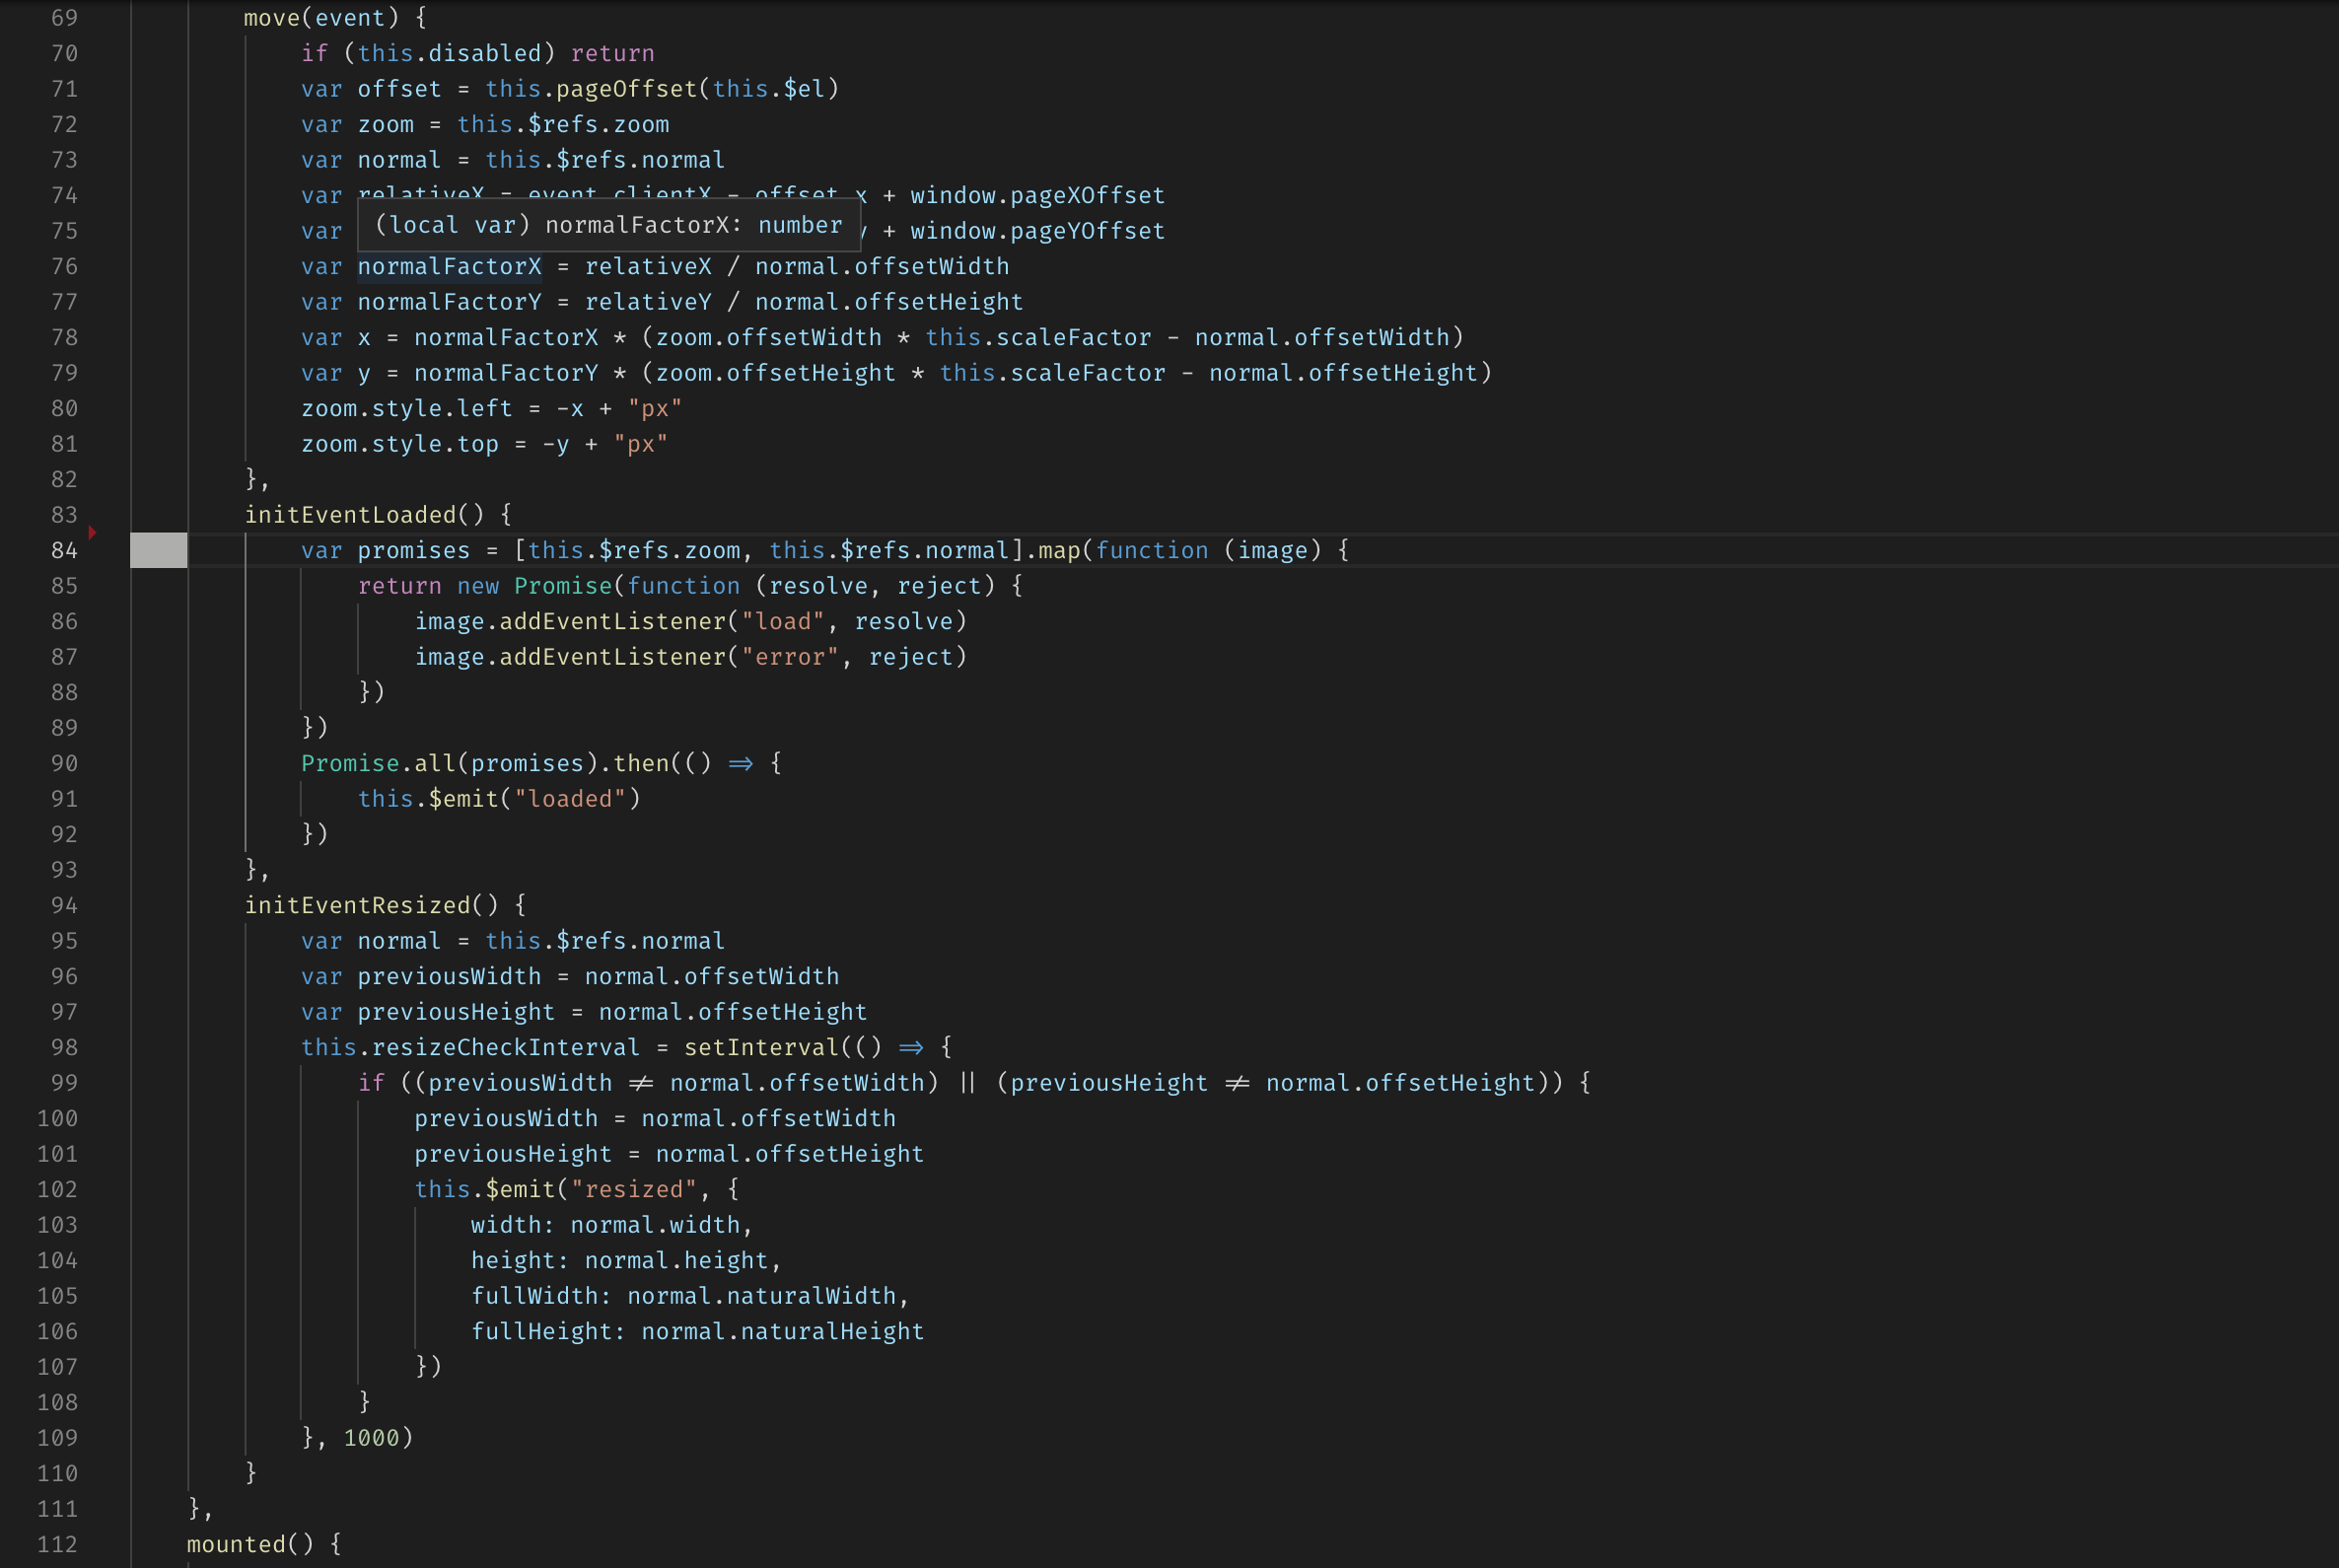 69 move(event) {
70 if (this.disabled) return
71 var offset = this.pageOffset(this.$el)
72 var zoom = this.$refs.zoom
73 var normal = this.$refs.normal
74 var relativeX = event.clientX - offset.x + window.pageXOffset
(local var) normalFactorX: number
75 var y + window.pageYOffset
76 var normalFactorX = relativeX / normal.offsetWidth
77 var normalFactorY = relativeY / normal.offsetHeight
78 var x = normalFactorX * (zoom.offsetWidth * this.scaleFactor - normal.offsetWidth)
79 var y = normalFactorY * (zoom.offsetHeight * this.scaleFactor - normal.offsetHeight)
80 zoom.style.left = -x + "px"
81 zoom.style.top = -y + "px"
82 },
83 initEventLoaded() {
84 var promises = [this.$refs.zoom, this.$refs.normal].map(function (image) {
85 return new Promise(function (resolve, reject) {
86 image.addEventListener("load", resolve)
87 image.addEventListener("error", reject)
88 })
89 })
90 Promise.all(promises).then(() => {
91 this.$emit("loaded")
92 })
93 },
94 initEventResized() {
95 var normal = this.$refs.normal
96 var previousWidth = normal.offsetWidth
97 var previousHeight = normal.offsetHeight
98 this.resizeCheckInterval = setInterval(() => {
99 if ((previousWidth != normal.offsetWidth) || (previousHeight != normal.offsetHeight)) {
100 previousWidth = normal.offsetWidth
101 previousHeight = normal.offsetHeight
102 this.$emit("resized", {
103 width: normal.width,
104 height: normal.height,
105 fullWidth: normal.naturalWidth,
106 fullHeight: normal.naturalHeight
107 })
108 }
109 }, 1000)
110 }
111 },
112 mounted() {